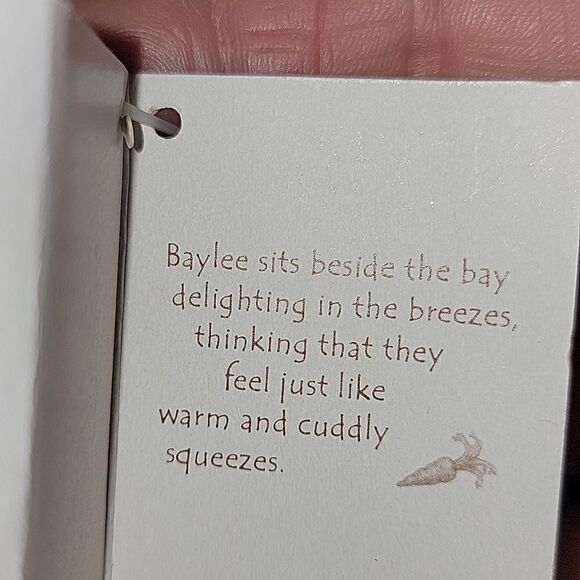 Baylee sits beside the bay
delighting in the breezes,
thinking that they
feel just like
warm and cuddly
squeezes.